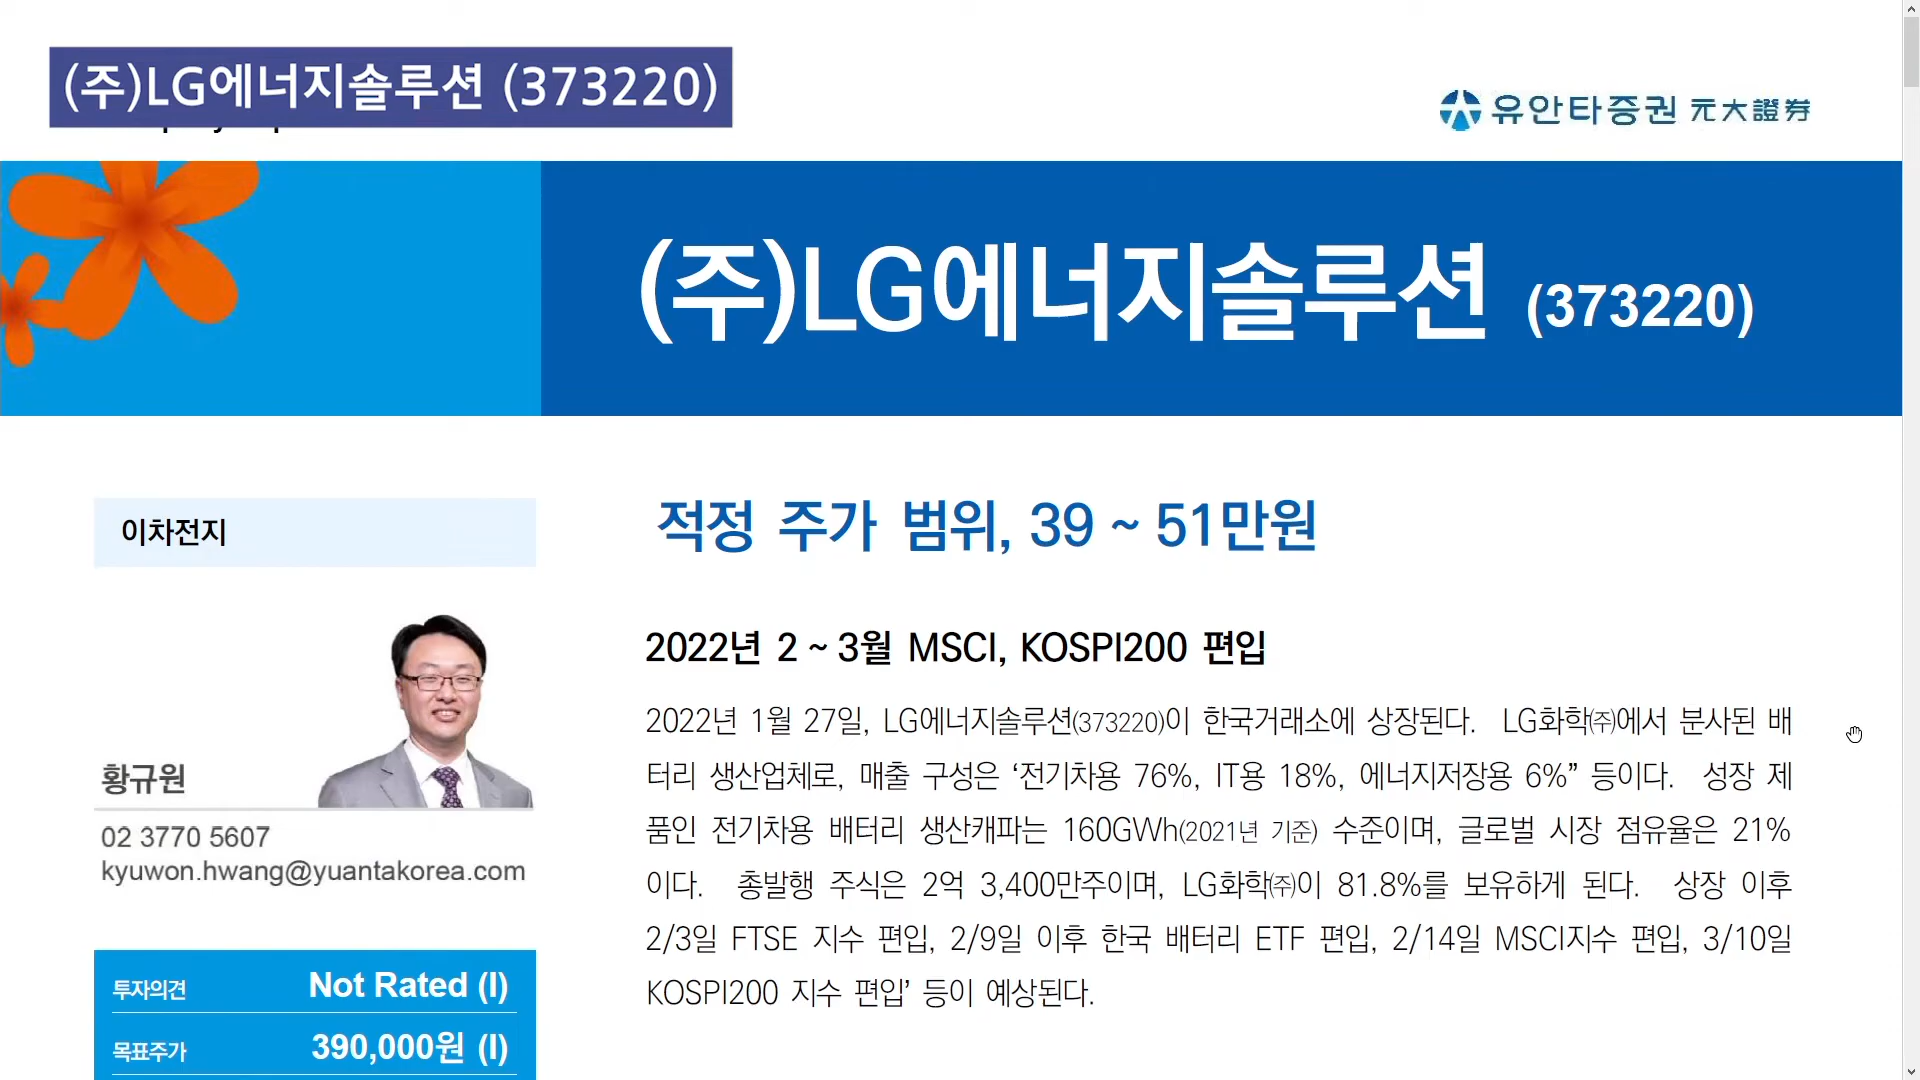 (주)LG에너지솔루션 (373220)
유안타증권 元大證券
(주)LG에너지솔루션 (373220)
이차전지
적정 주가 범위, 39 ~ 51만원
2022년 2 ~ 3월 MSCI, KOSPI200 편입
2022년 1월 27일, LG에너지솔루션(373220)이 한국거래소에 상장된다. LG화학㈜에서 분사된 배
터리 생산업체로, 매출 구성은 ‘전기차용 76%, IT용 18%, 에너지저장용 6%” 등이다. 성장 제
품인 전기차용 배터리 생산캐파는 160GWh(2021년 기준) 수준이며, 글로벌 시장 점유율은 21%
이다. 총발행 주식은 2억 3,400만주이며, LG화학㈜이 81.8%를 보유하게 된다. 상장 이후
2/3일 FTSE 지수 편입, 2/9일 이후 한국 배터리 ETF 편입, 2/14일 MSCI지수 편입, 3/10일
KOSPI200 지수 편입’ 등이 예상된다.
황규원
02 3770 5607
kyuwon.hwang@yuantakorea.com
투자의견 Not Rated (I)
목표주가 390,000원 (I)